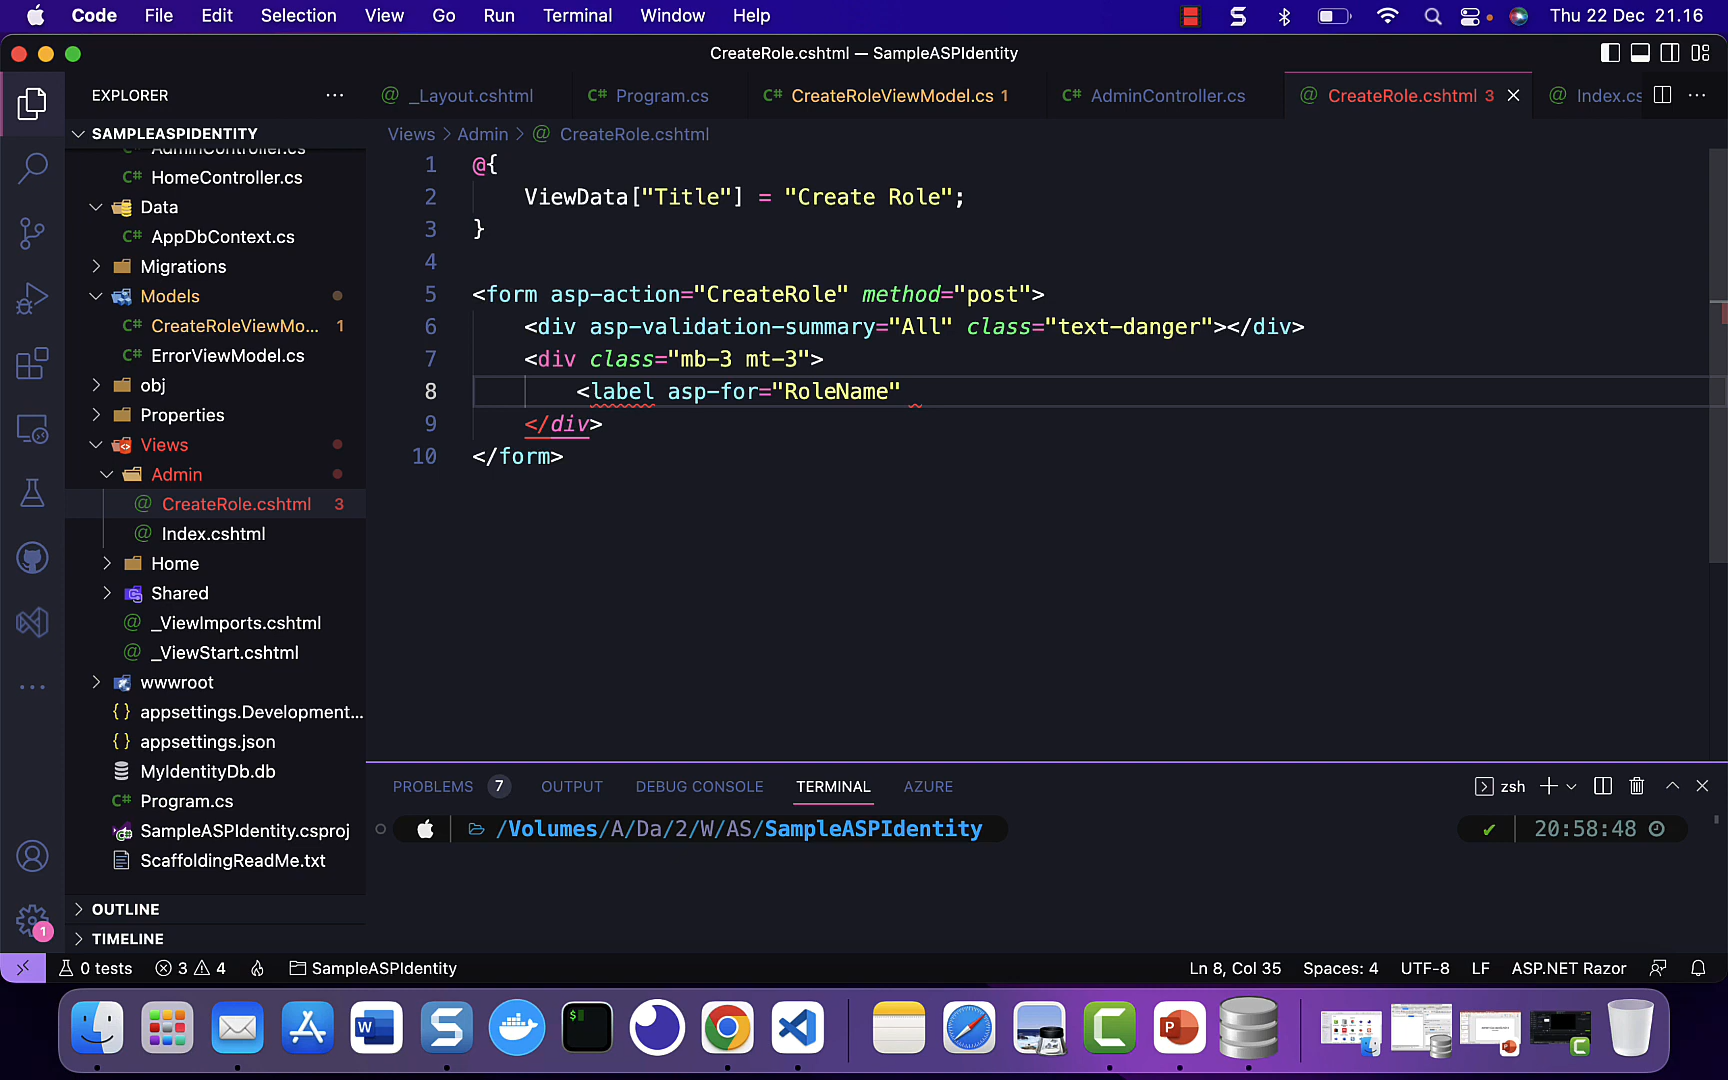 Code File Edit Selection View Go Run Terminal Window Help Thu 22 Dec 21.16
CreateRole.cshtml — SampleASPIdentity
EXPLORER
_Layout.cshtml Program.cs CreateRoleViewModel.cs 1 AdminController.cs CreateRole.cshtml 3 Index.cs
SAMPLEASPIDENTITY
AdminController.cs
HomeController.cs
Data
AppDbContext.cs
Migrations
Models
CreateRoleViewMo... 1
ErrorViewModel.cs
obj
Properties
Views
Admin
CreateRole.cshtml 3
Index.cshtml
Home
Shared
_ViewImports.cshtml
_ViewStart.cshtml
wwwroot
appsettings.Development...
appsettings.json
MyIdentityDb.db
Program.cs
SampleASPIdentity.csproj
ScaffoldingReadMe.txt
OUTLINE
TIMELINE
Views > Admin > CreateRole.cshtml
1 @{
2 ViewData["Title"] = "Create Role";
3 }
4
5 <form asp-action="CreateRole" method="post">
6 <div asp-validation-summary="All" class="text-danger"></div>
7 <div class="mb-3 mt-3">
8 <label asp-for="RoleName"
9 </div>
10 </form>
PROBLEMS 7 OUTPUT DEBUG CONSOLE TERMINAL AZURE zsh
/Volumes/A/Da/2/W/AS/SampleASPIdentity 20:58:48
1
0 tests 3 4 SampleASPIdentity Ln 8, Col 35 Spaces: 4 UTF-8 LF ASP.NET Razor